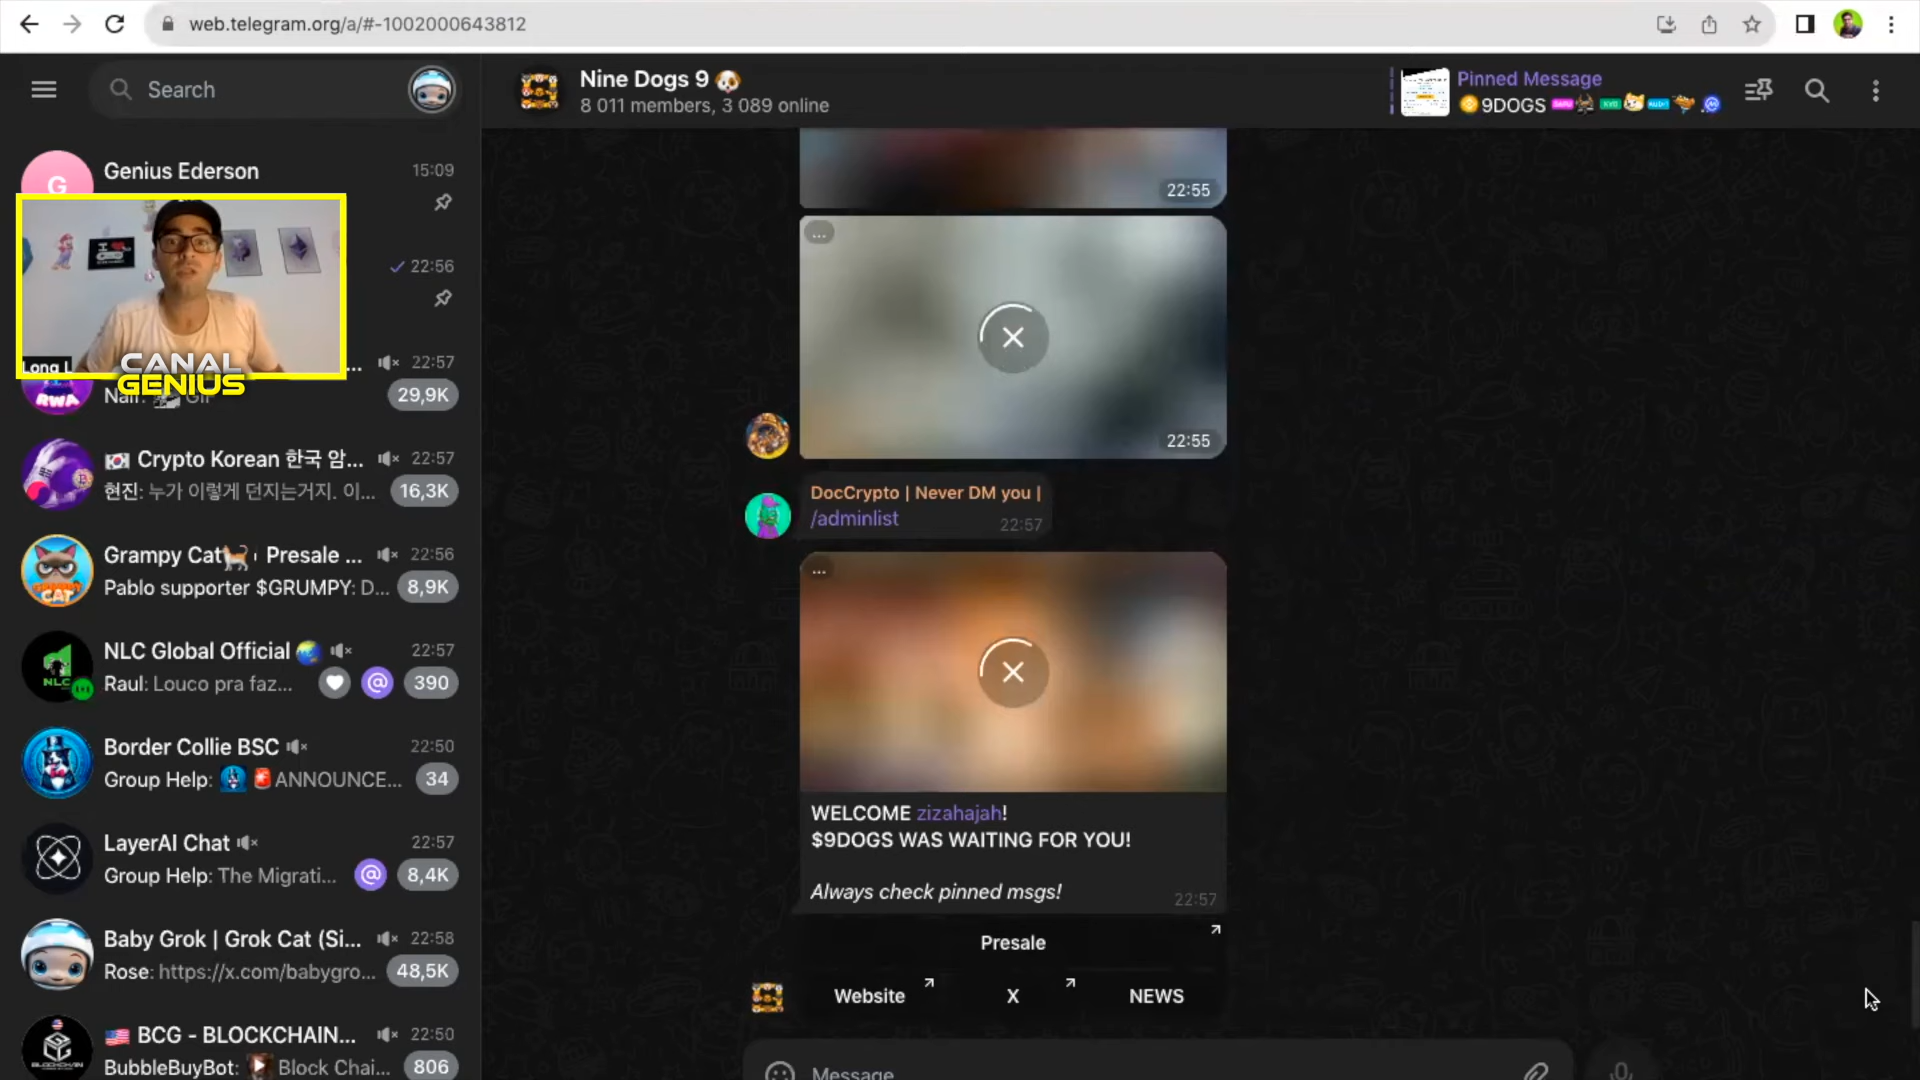 web.telegram.org/a/#-1002000643812
Search
Nine Dogs 9
8 011 members, 3 089 online
Pinned Message
9DOGS
G
Genius Ederson
15:09
22:56
Long L
CANAL
GENIUS
...
22:57
RWA
29,9K
Crypto Korean 한국 암...
22:57
현진: 누가 이렇게 던지는거지. 이...
16,3K
Grampy Cat
Presale ...
22:56
GRUMPY
CAT
Pablo supporter $GRUMPY: D...
8,9K
NLC Global Official
22:57
NLC
Raul: Louco pra faz...
@
390
Border Collie BSC
22:50
Group Help:
ANNOUNCE...
34
LayerAI Chat
22:57
Group Help: The Migrati...
@
8,4K
Baby Grok | Grok Cat (Si...
22:58
Rose: https://x.com/babygro...
48,5K
BCG - BLOCKCHAIN...
22:50
BubbleBuyBot:
Block Chai...
806
22:55
...
22:55
DocCrypto | Never DM you |
/adminlist
22:57
...
WELCOME zizahajah!
$9DOGS WAS WAITING FOR YOU!
Always check pinned msgs!
22:57
Presale
Website
X
NEWS
Message